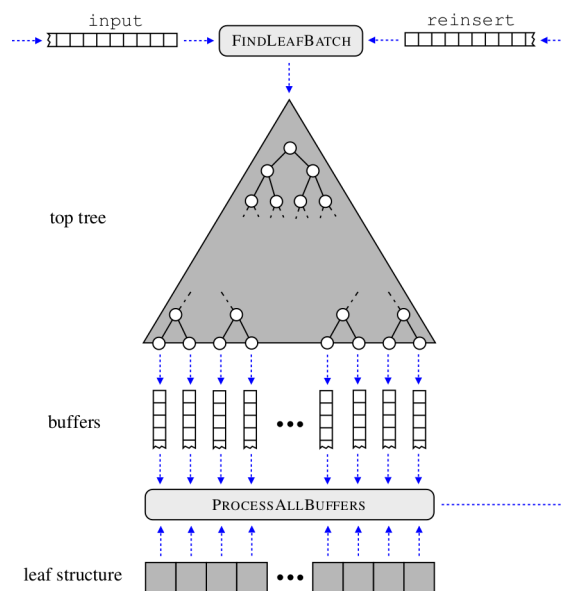 input
FINDLEAFBATCH
reinsert
top tree
buffers
PROCESSALLBUFFERS
leaf structure